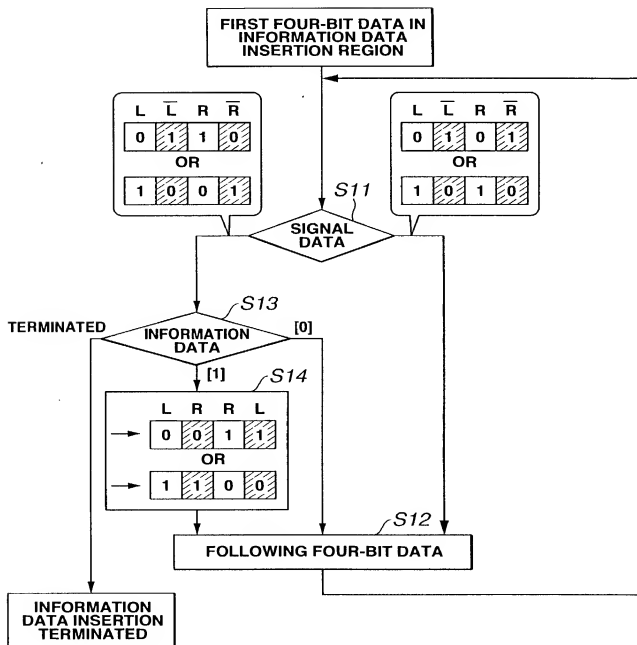 FIRST FOUR-BIT DATA IN
INFORMATION DATA
INSERTION REGION
L L̅ R R̅
0 1 1 0
OR
1 0 0 1
L L̅ R R̅
0 1 0 1
OR
1 0 1 0
S11
SIGNAL
DATA
S13
TERMINATED
INFORMATION
DATA
[0]
[1]
S14
L R R L
0 0 1 1
OR
1 1 0 0
S12
FOLLOWING FOUR-BIT DATA
INFORMATION
DATA INSERTION
TERMINATED